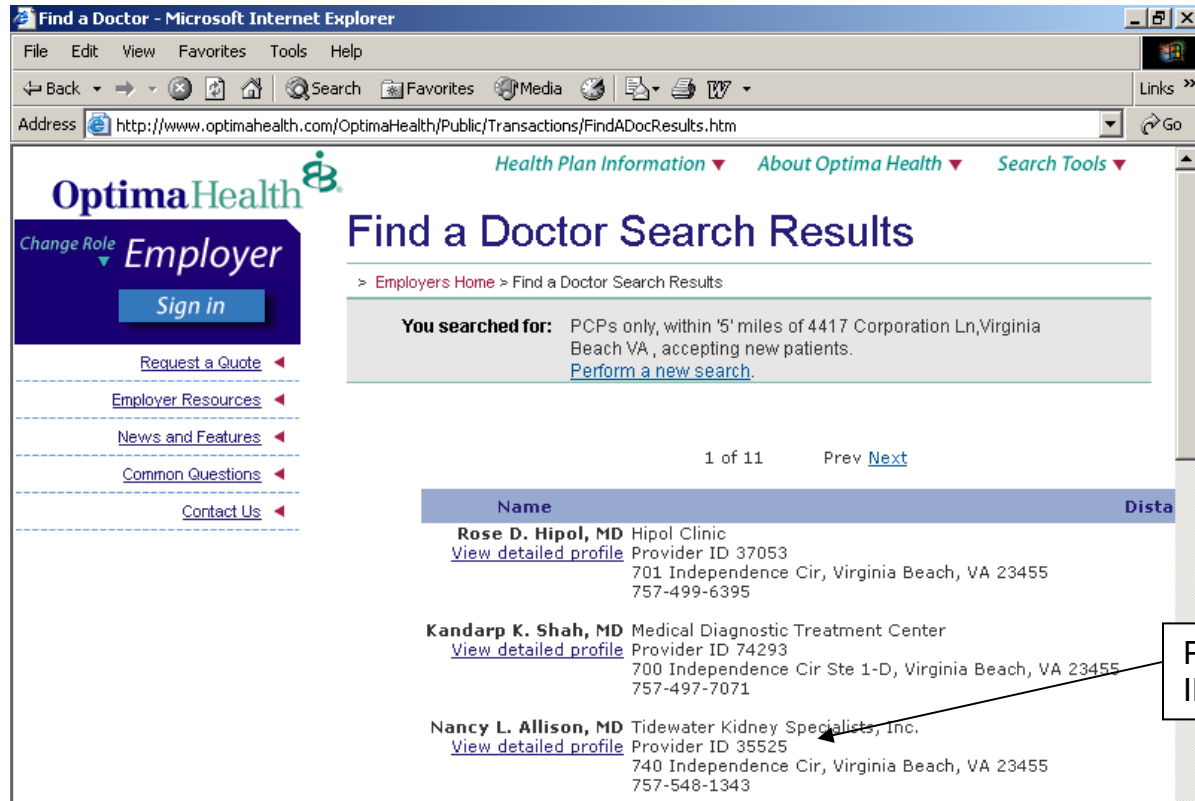 Find a Doctor - Microsoft Internet Explorer
File Edit View Favorites Tools Help
Back Search Favorites Media Links »
Address http://www.optimahealth.com/OptimaHealth/Public/Transactions/FindADocResults.htm Go
Health Plan Information ▼ About Optima Health ▼ Search Tools ▼
OptimaHealth
Change Role Employer
Sign in
Request a Quote
Employer Resources
News and Features
Common Questions
Contact Us
Find a Doctor Search Results
> Employers Home > Find a Doctor Search Results
You searched for: PCPs only, within '5' miles of 4417 Corporation Ln,Virginia
Beach VA , accepting new patients.
Perform a new search.
1 of 11 Prev Next
Name Dista
Rose D. Hipol, MD Hipol Clinic
View detailed profile Provider ID 37053
701 Independence Cir, Virginia Beach, VA 23455
757-499-6395
Kandarp K. Shah, MD Medical Diagnostic Treatment Center
View detailed profile Provider ID 74293
700 Independence Cir Ste 1-D, Virginia Beach, VA 23455
757-497-7071
Nancy L. Allison, MD Tidewater Kidney Specialists, Inc.
View detailed profile Provider ID 35525
740 Independence Cir, Virginia Beach, VA 23455
757-548-1343